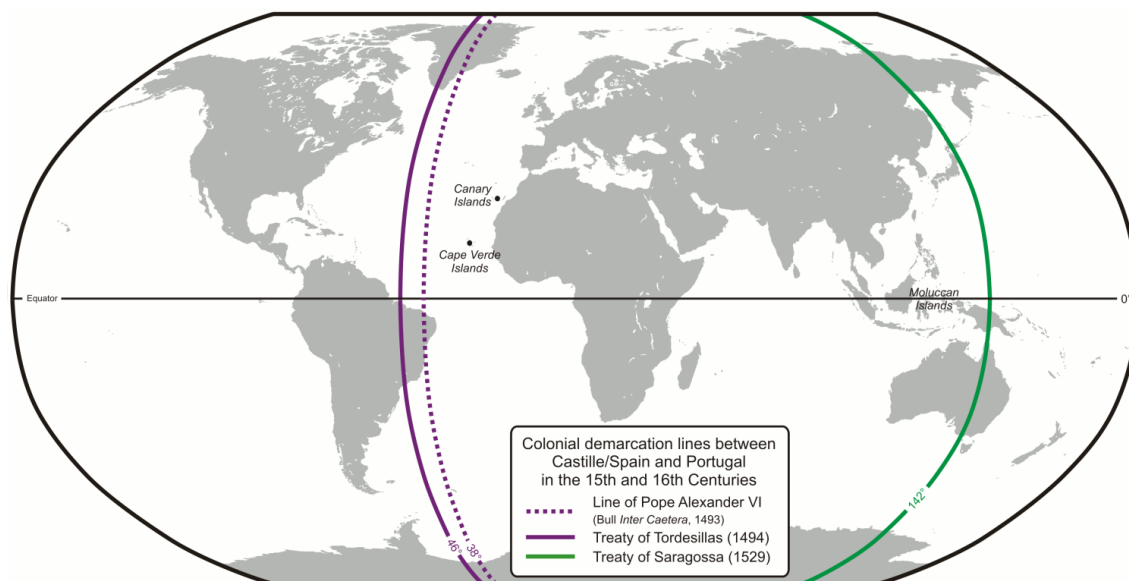 Canary
Islands
Cape Verde
Islands
Equator
Moluccan
Islands
0°
Colonial demarcation lines between
Castille/Spain and Portugal
in the 15th and 16th Centuries
Line of Pope Alexander VI
(Bull Inter Caetera, 1493)
Treaty of Tordesillas (1494)
Treaty of Saragossa (1529)
46°
38°
142°